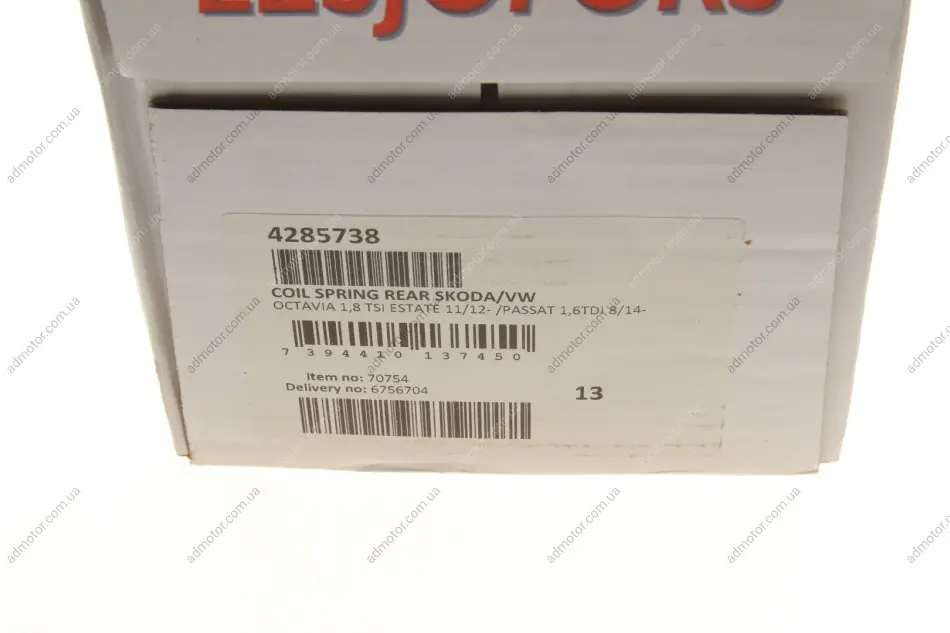 LESJÖFORS
4285738
COIL SPRING REAR SKODA/VW
OCTAVIA 1,8 TSI ESTATE 11/12- /PASSAT 1,6TDI 8/14-
7 394410 137450
Item no: 70754
Delivery no: 6756704
13
admotor.com.ua